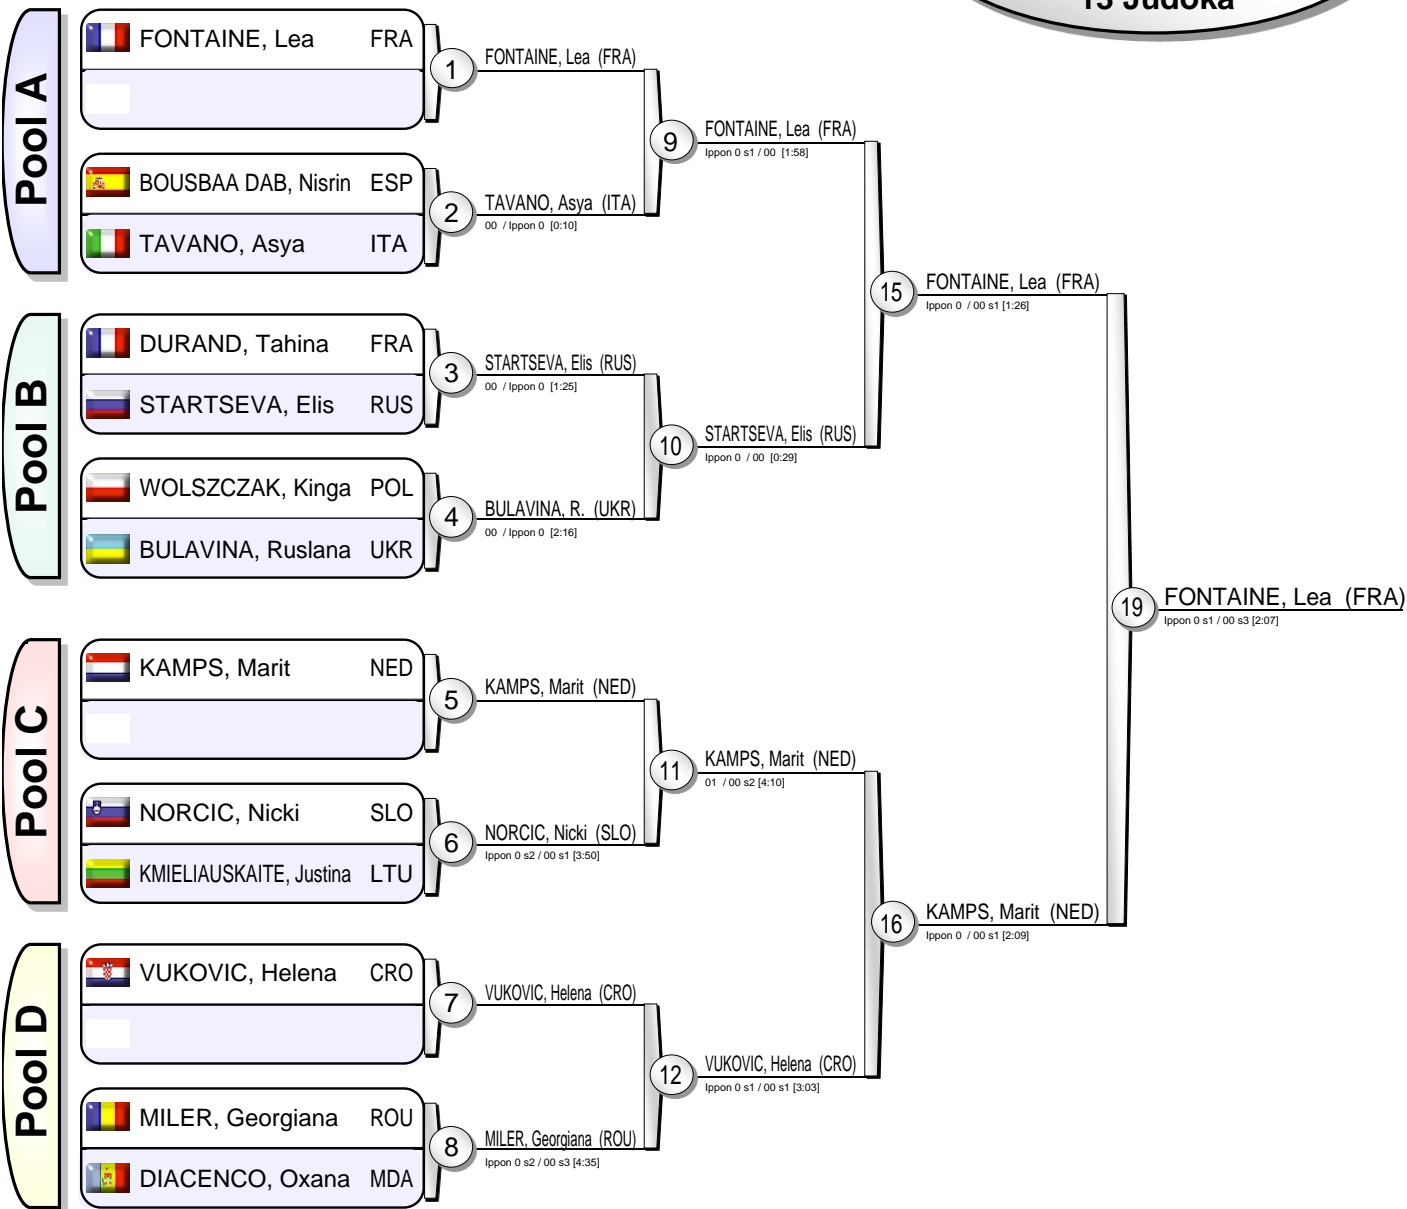 13 Judoka
Pool A
FONTAINE, Lea FRA
BOUSBAA DAB, Nisrin ESP
TAVANO, Asya ITA
Pool B
DURAND, Tahina FRA
STARTSEVA, Elis RUS
WOLSZCZAK, Kinga POL
BULAVINA, Ruslana UKR
Pool C
KAMPS, Marit NED
NORCIC, Nicki SLO
KMIELIAUSKAITE, Justina LTU
Pool D
VUKOVIC, Helena CRO
MILER, Georgiana ROU
DIACENCO, Oxana MDA
1
FONTAINE, Lea (FRA)
2
TAVANO, Asya (ITA)
00 / Ippon 0 [0:10]
3
STARTSEVA, Elis (RUS)
00 / Ippon 0 [1:25]
4
BULAVINA, R. (UKR)
00 / Ippon 0 [2:16]
5
KAMPS, Marit (NED)
6
NORCIC, Nicki (SLO)
Ippon 0 s2 / 00 s1 [3:50]
7
VUKOVIC, Helena (CRO)
8
MILER, Georgiana (ROU)
Ippon 0 s2 / 00 s3 [4:35]
9
FONTAINE, Lea (FRA)
Ippon 0 s1 / 00 [1:58]
10
STARTSEVA, Elis (RUS)
Ippon 0 / 00 [0:29]
11
KAMPS, Marit (NED)
01 / 00 s2 [4:10]
12
VUKOVIC, Helena (CRO)
Ippon 0 s1 / 00 s1 [3:03]
15
FONTAINE, Lea (FRA)
Ippon 0 / 00 s1 [1:26]
16
KAMPS, Marit (NED)
Ippon 0 / 00 s1 [2:09]
19
FONTAINE, Lea (FRA)
Ippon 0 s1 / 00 s3 [2:07]